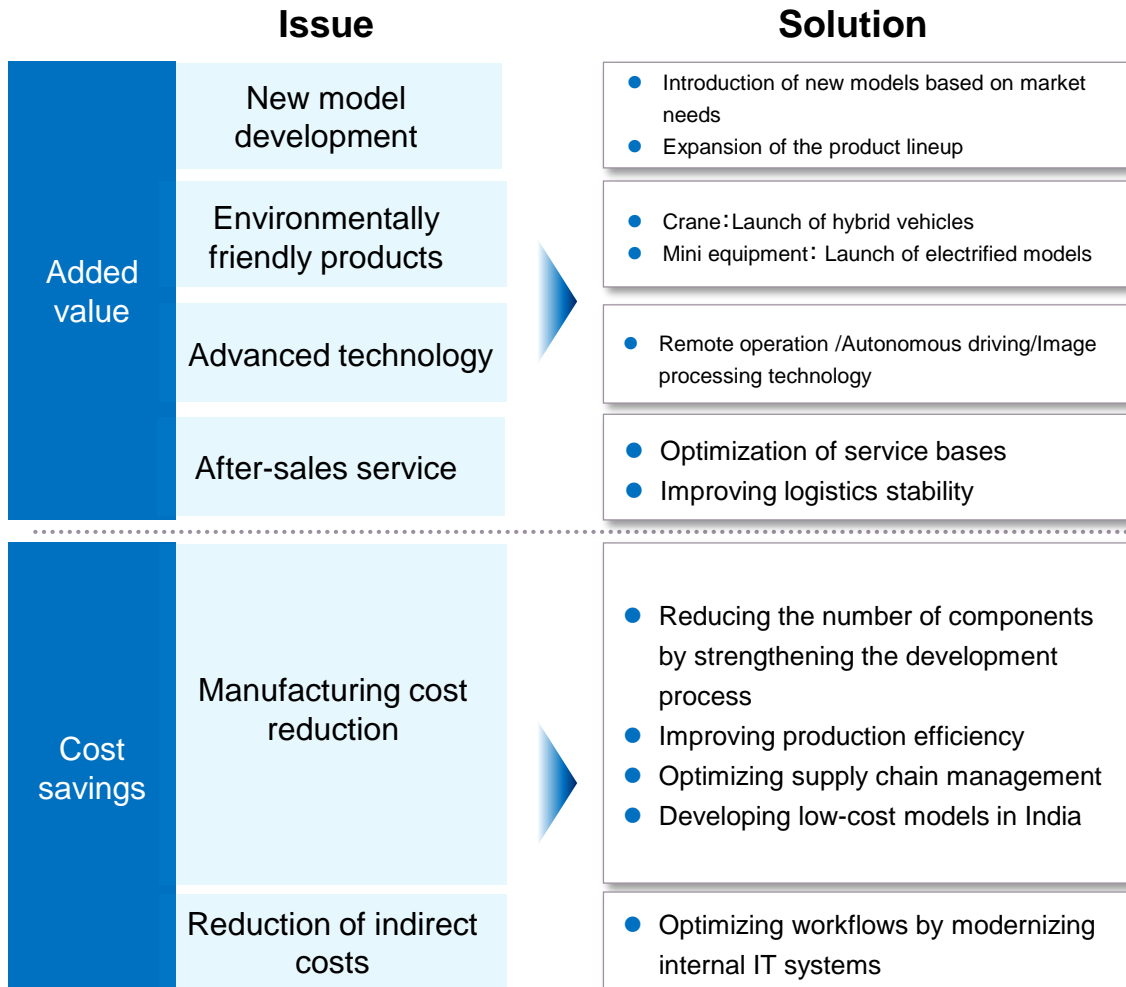 Issue
Solution
Added
value
New model
development
● Introduction of new models based on market
needs
● Expansion of the product lineup
Environmentally
friendly products
● Crane：Launch of hybrid vehicles
● Mini equipment： Launch of electrified models
Advanced technology
● Remote operation /Autonomous driving/Image
processing technology
After-sales service
● Optimization of service bases
● Improving logistics stability
Cost
savings
Manufacturing cost
reduction
● Reducing the number of components
by strengthening the development
process
● Improving production efficiency
● Optimizing supply chain management
● Developing low-cost models in India
Reduction of indirect
costs
● Optimizing workflows by modernizing
internal IT systems